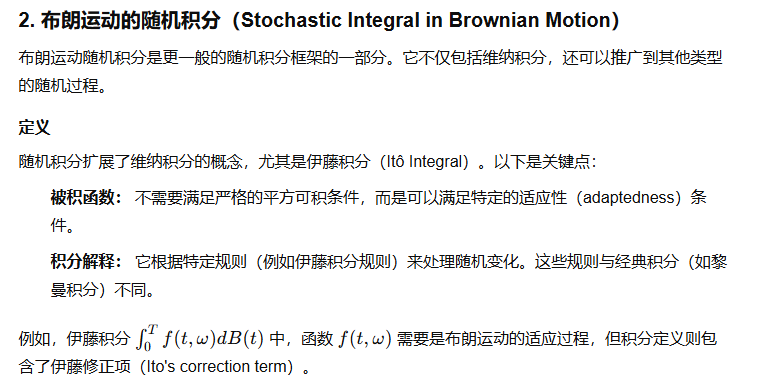 2. 布朗运动的随机积分（Stochastic Integral in Brownian Motion）
布朗运动随机积分是更一般的随机积分框架的一部分。它不仅包括维纳积分，还可以推广到其他类型
的随机过程。
定义
随机积分扩展了维纳积分的概念，尤其是伊藤积分（Itô Integral）。以下是关键点：
被积函数： 不需要满足严格的平方可积条件，而是可以满足特定的适应性（adaptedness）条
件。
积分解释： 它根据特定规则（例如伊藤积分规则）来处理随机变化。这些规则与经典积分（如黎
曼积分）不同。
例如，伊藤积分 ∫₀ᵀ f(t, ω)dB(t) 中，函数 f(t, ω) 需要是布朗运动的适应过程，但积分定义则包
含了伊藤修正项（Ito's correction term）。